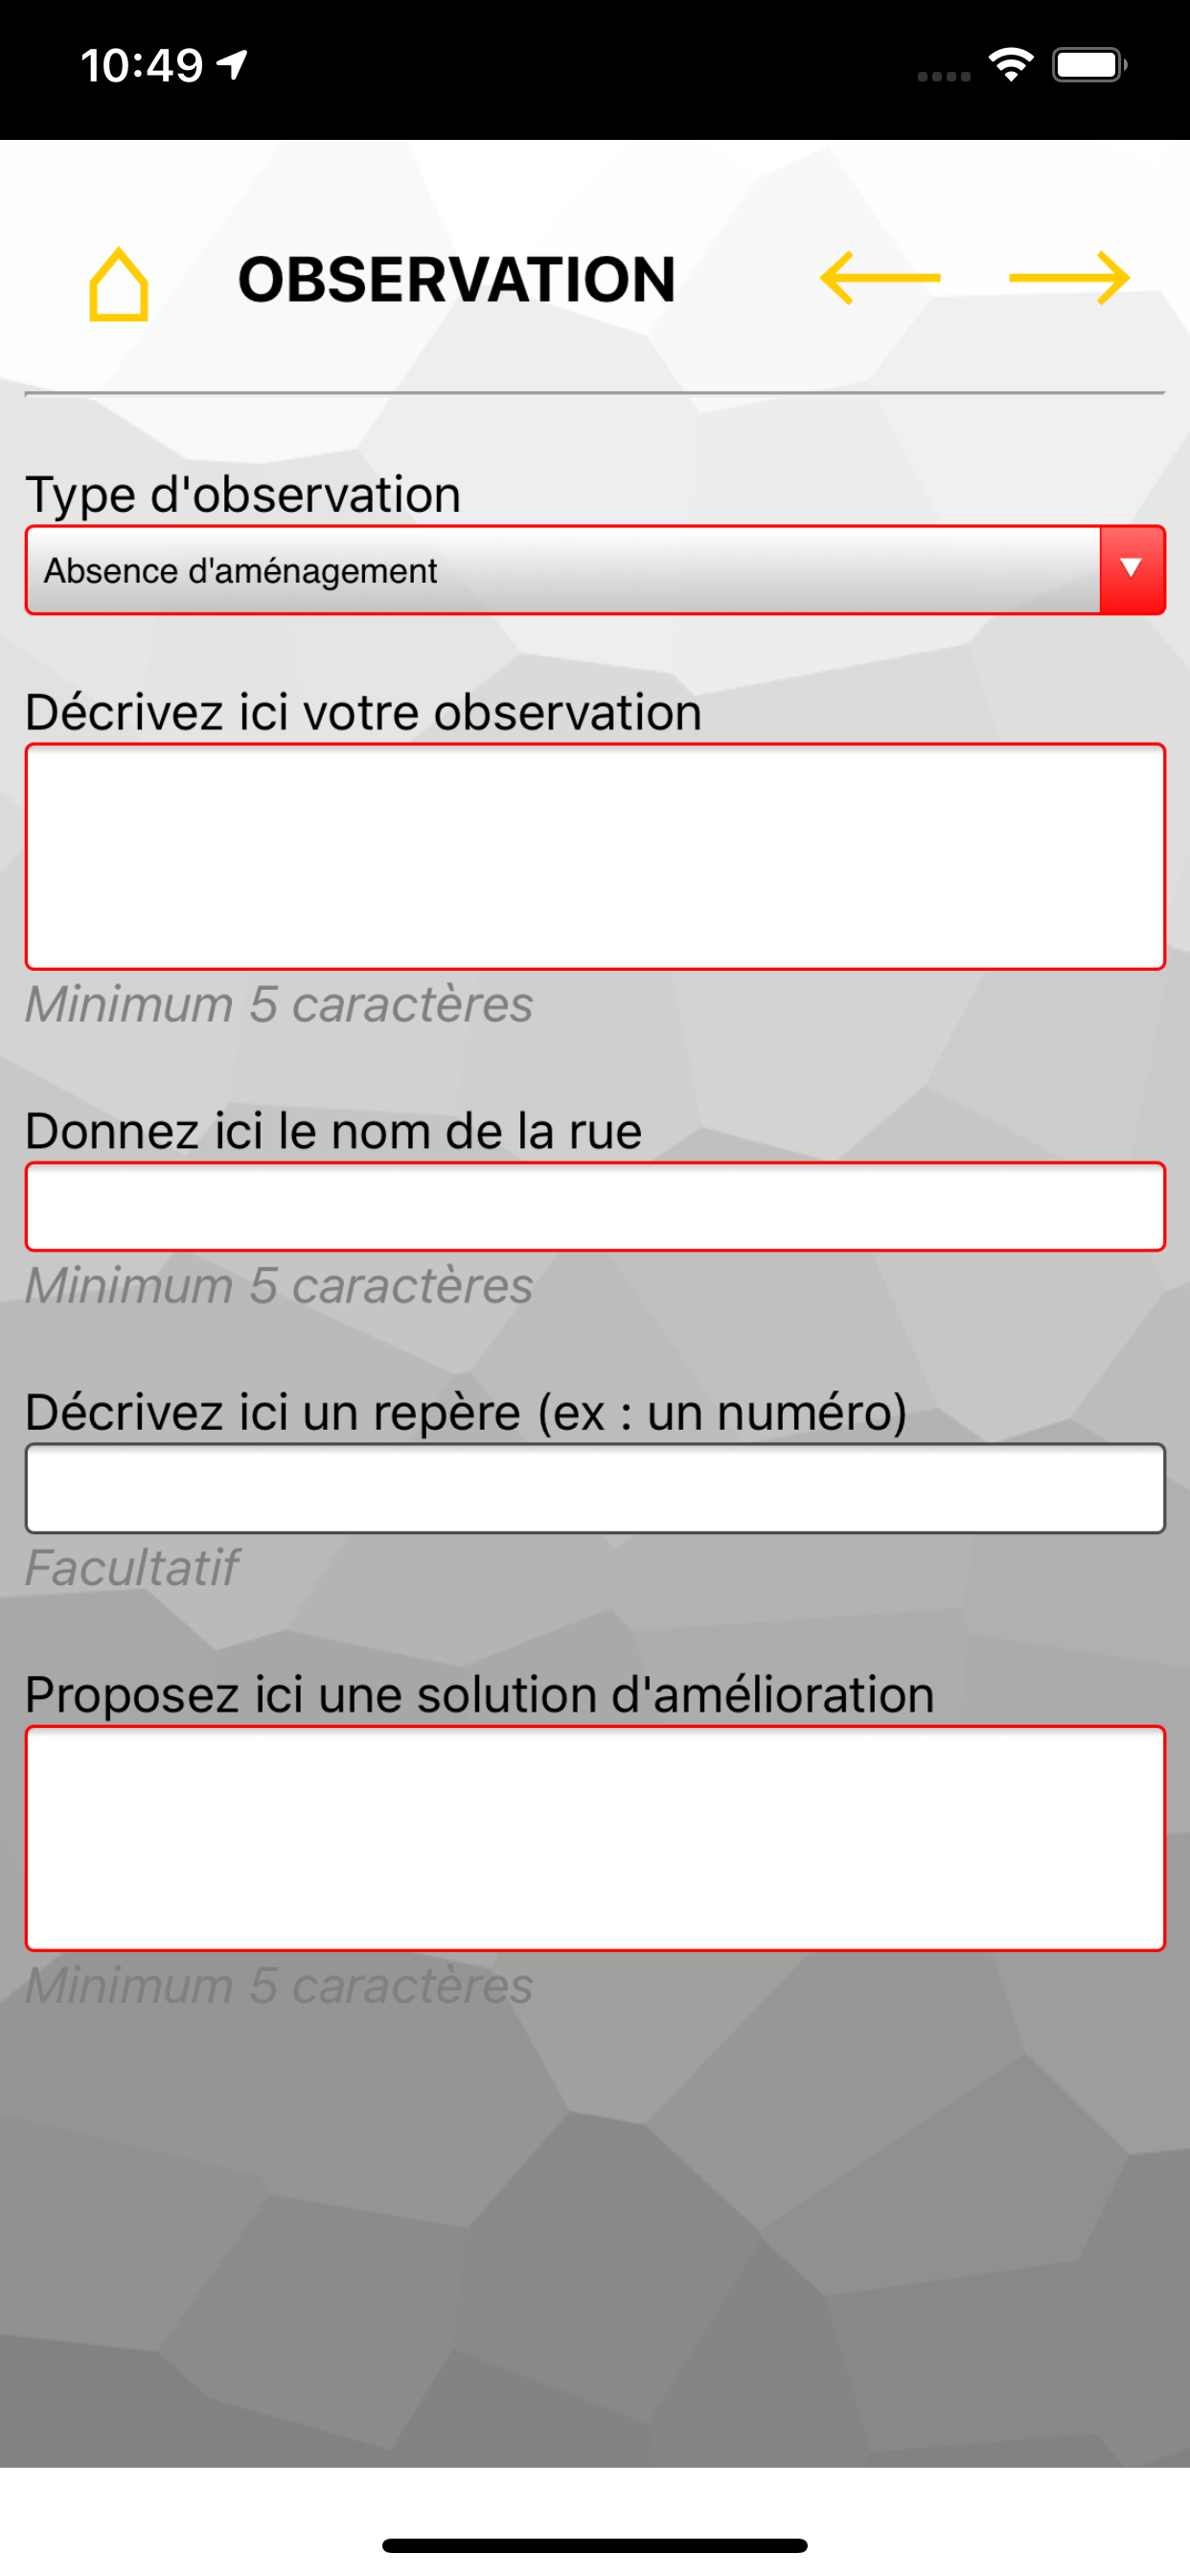 10:49
OBSERVATION
Type d'observation
Absence d'aménagement
Décrivez ici votre observation
Minimum 5 caractères
Donnez ici le nom de la rue
Minimum 5 caractères
Décrivez ici un repère (ex : un numéro)
Facultatif
Proposez ici une solution d'amélioration
Minimum 5 caractères